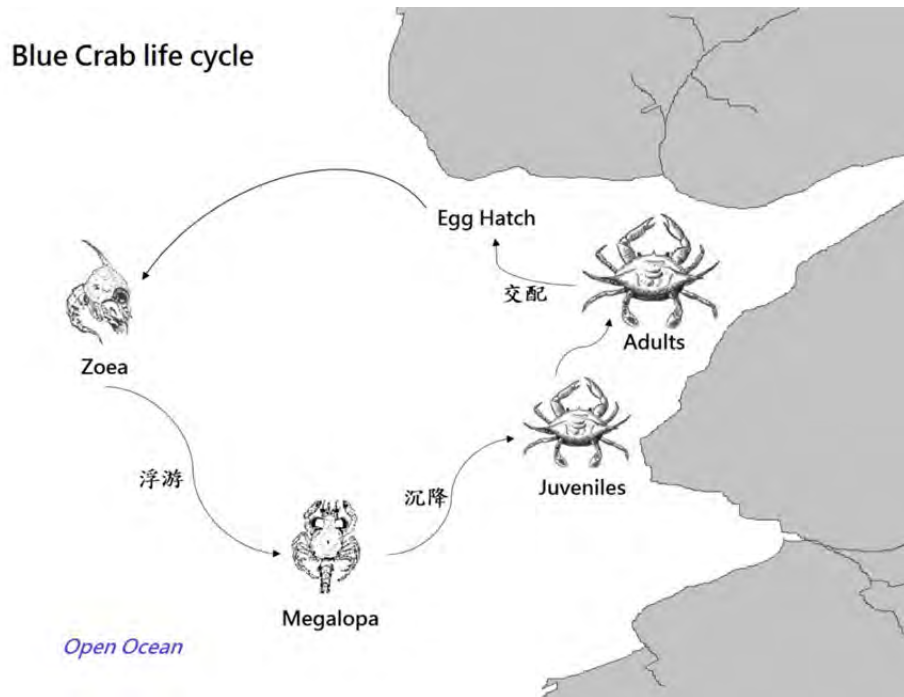 Blue Crab life cycle
Egg Hatch
交配
Adults
Zoea
Juveniles
浮游
沉降
Megalopa
Open Ocean